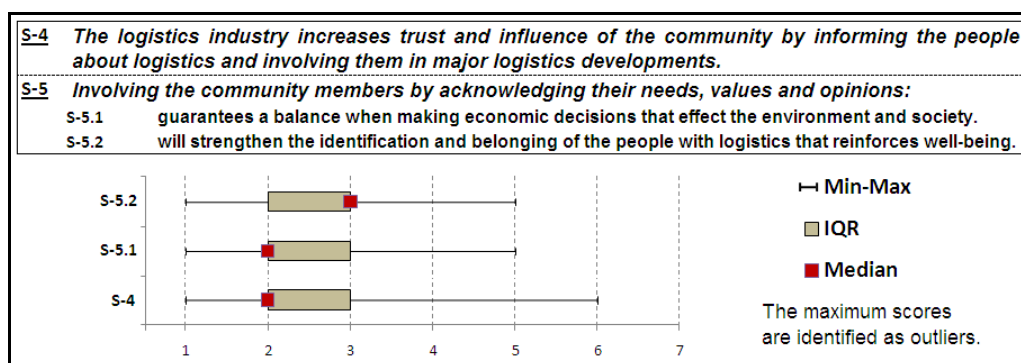 S-4 The logistics industry increases trust and influence of the community by informing the people
about logistics and involving them in major logistics developments.
S-5 Involving the community members by acknowledging their needs, values and opinions:
S-5.1 guarantees a balance when making economic decisions that effect the environment and society.
S-5.2 will strengthen the identification and belonging of the people with logistics that reinforces well-being.
S-5.2
S-5.1
S-4
1 2 3 4 5 6 7
Min-Max
IQR
Median
The maximum scores
are identified as outliers.